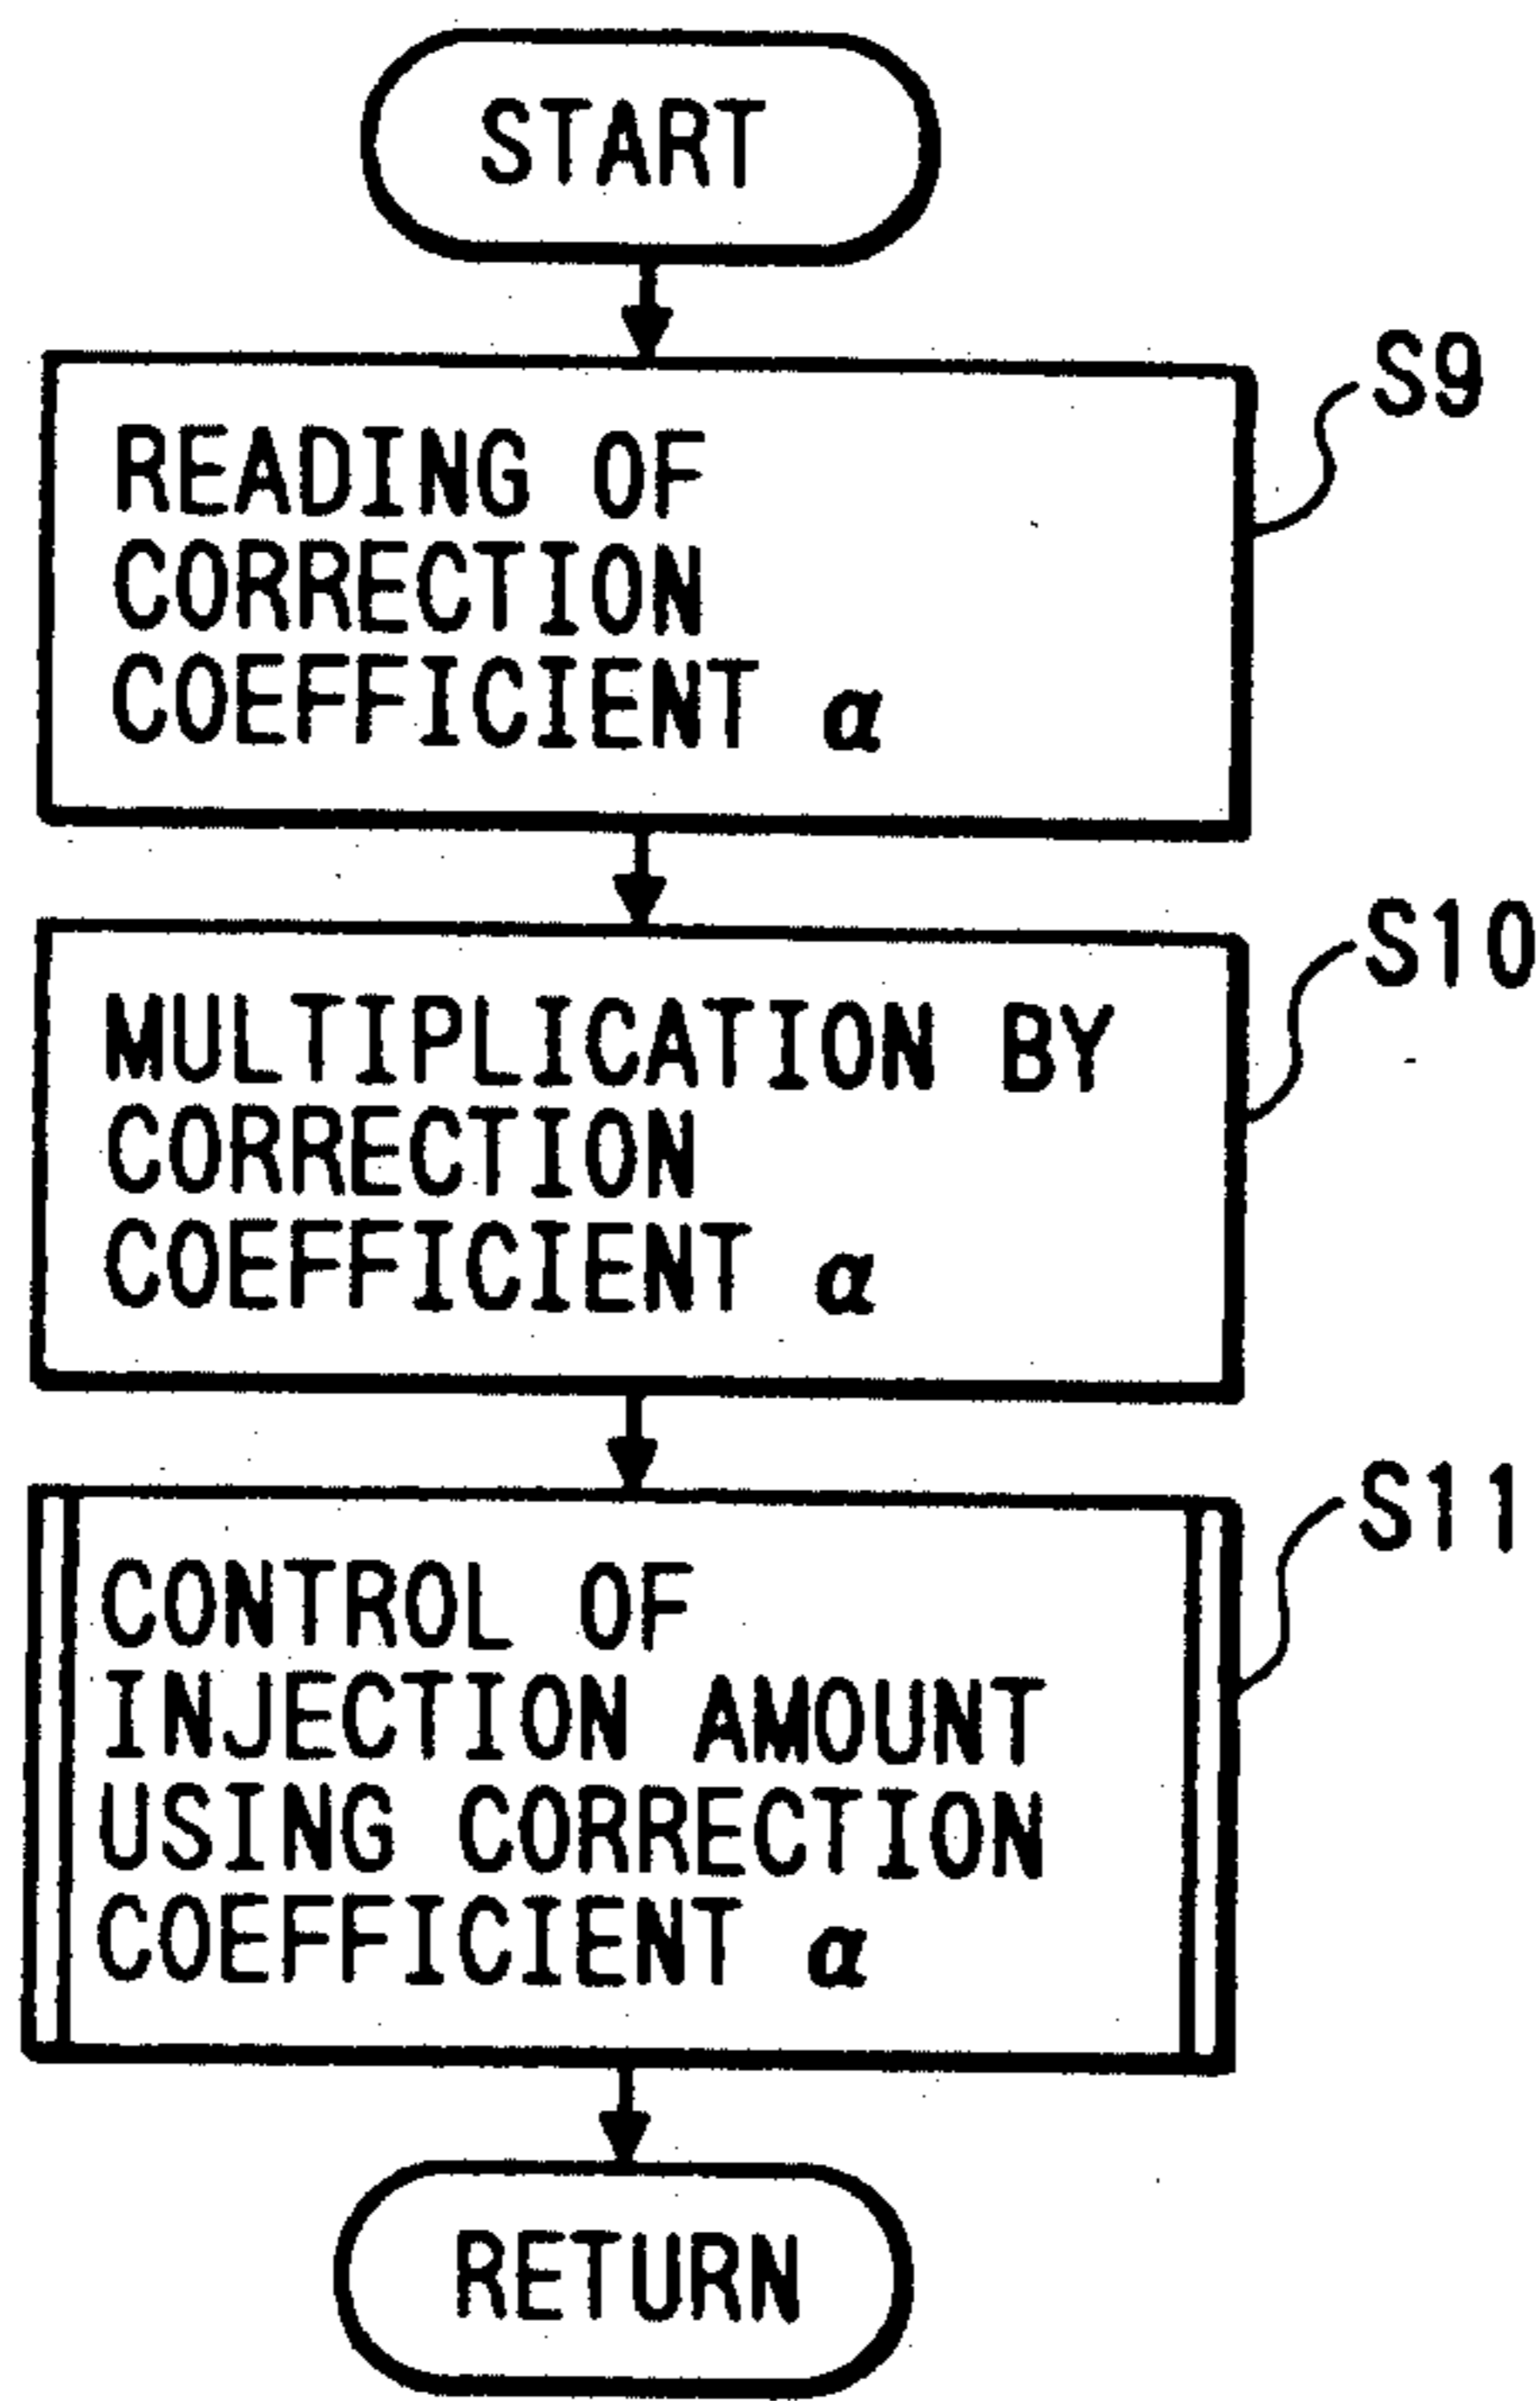 START
S9
READING OF
CORRECTION
COEFFICIENT α
S10
MULTIPLICATION BY
CORRECTION
COEFFICIENT α
S11
CONTROL OF
INJECTION AMOUNT
USING CORRECTION
COEFFICIENT α
RETURN